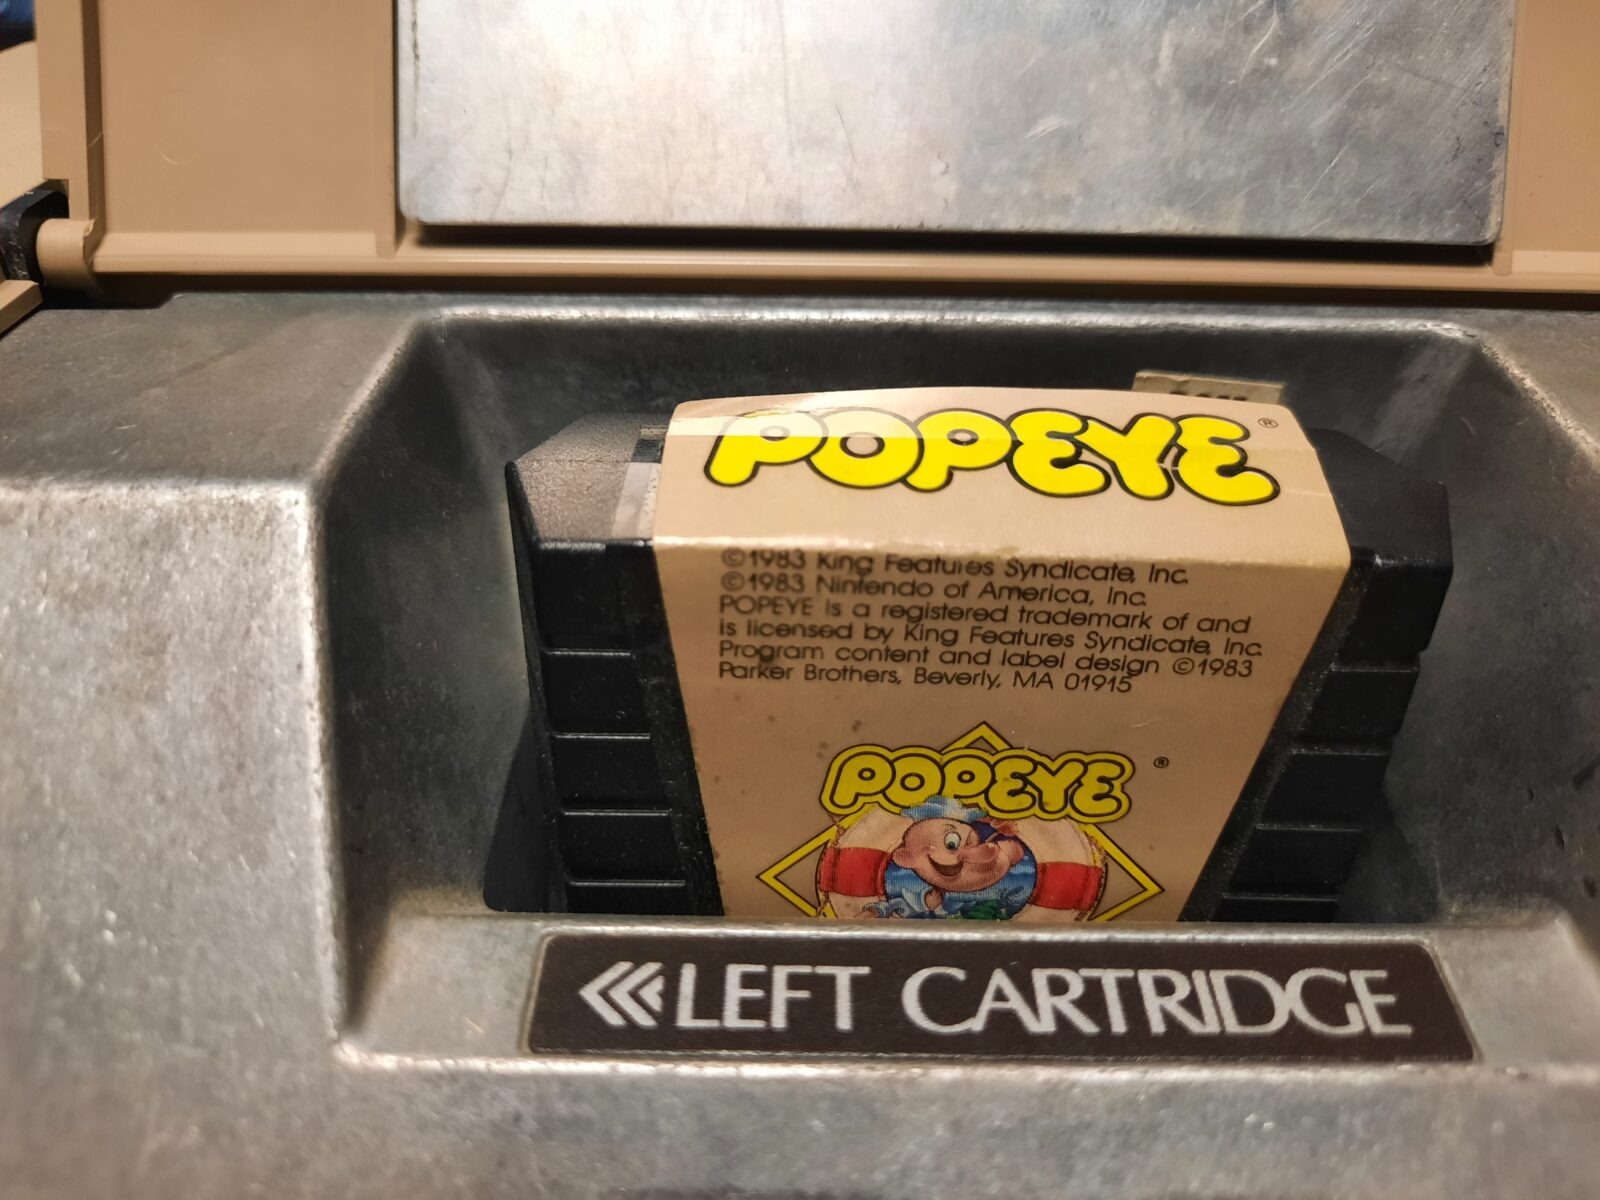 POPEYE®
©1983 King Features Syndicate, Inc.
©1983 Nintendo of America, Inc.
POPEYE is a registered trademark of and
is licensed by King Features Syndicate, Inc.
Program content and label design ©1983
Parker Brothers, Beverly, MA 01915
POPEYE®
LEFT CARTRIDGE